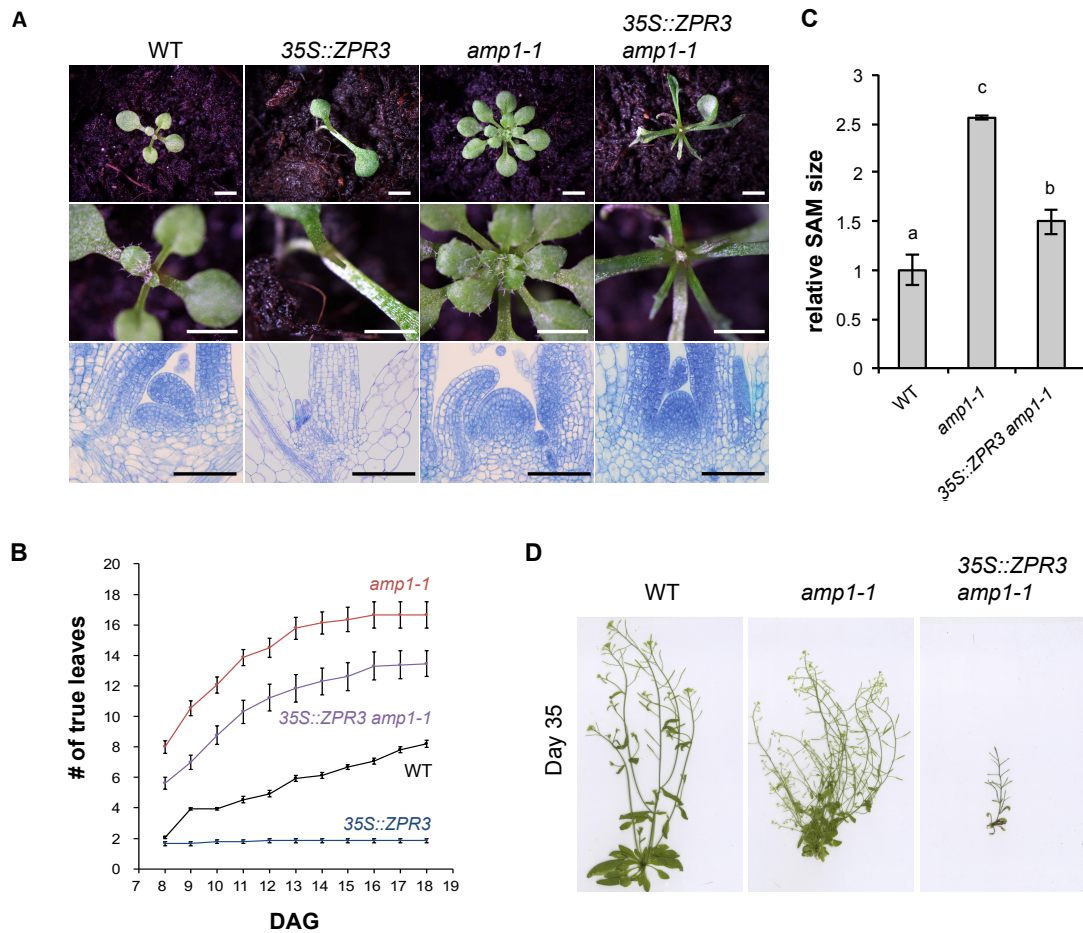 A
WT
35S::ZPR3
amp1-1
35S::ZPR3
amp1-1
C
relative SAM size
3
2.5
2
1.5
1
0.5
0
a
c
b
WT
amp1-1
35S::ZPR3 amp1-1
B
# of true leaves
20
18
16
14
12
10
8
6
4
2
0
amp1-1
35S::ZPR3 amp1-1
WT
35S::ZPR3
7 8 9 10 11 12 13 14 15 16 17 18 19
DAG
D
WT
amp1-1
35S::ZPR3
amp1-1
Day 35